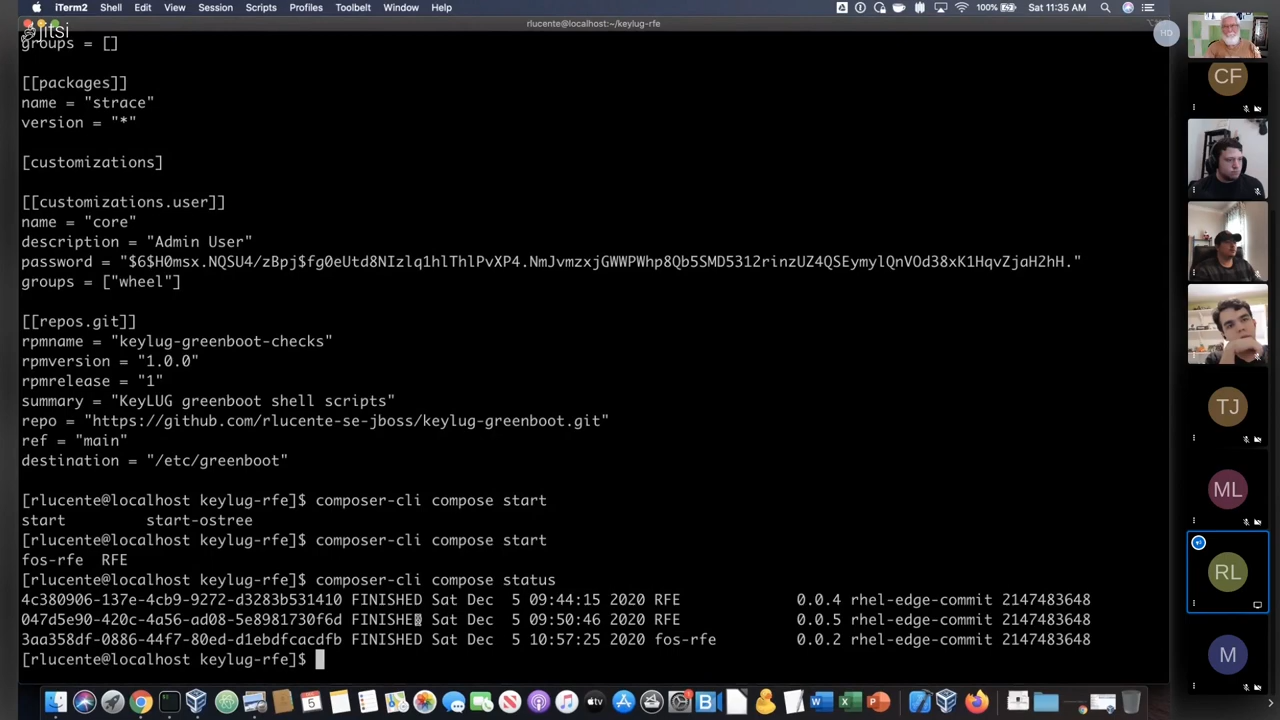 iTerm2 Shell Edit View Session Scripts Profiles Toolbelt Window Help 100% Sat 11:35 AM
rlucente@localhost:~/keylug-rfe
Jitsi
HD
groups = []
[[packages]]
name = "strace"
version = "*"
[customizations]
[[customizations.user]]
name = "core"
description = "Admin User"
password = "$6$H0msx.NQSU4/zBpj$fg0eUtd8NIzlq1hlThlPvXP4.NmJvmzxjGWWPWhp8Qb5SMD5312rinzUZ4QSEymylQnVOd38xK1HqvZjaH2hH."
groups = ["wheel"]
[[repos.git]]
rpmname = "keylug-greenboot-checks"
rpmversion = "1.0.0"
rpmrelease = "1"
summary = "KeyLUG greenboot shell scripts"
repo = "https://github.com/rlucente-se-jboss/keylug-greenboot.git"
ref = "main"
destination = "/etc/greenboot"
[rlucente@localhost keylug-rfe]$ composer-cli compose start
start start-ostree
[rlucente@localhost keylug-rfe]$ composer-cli compose start
fos-rfe RFE
[rlucente@localhost keylug-rfe]$ composer-cli compose status
4c380906-137e-4cb9-9272-d3283b531410 FINISHED Sat Dec 5 09:44:15 2020 RFE 0.0.4 rhel-edge-commit 2147483648
047d5e90-420c-4a56-ad08-5e8981730f6d FINISHED Sat Dec 5 09:50:46 2020 RFE 0.0.5 rhel-edge-commit 2147483648
3aa358df-0886-44f7-80ed-d1ebdfcacdfb FINISHED Sat Dec 5 10:57:25 2020 fos-rfe 0.0.2 rhel-edge-commit 2147483648
[rlucente@localhost keylug-rfe]$
CF
TJ
ML
RL
M